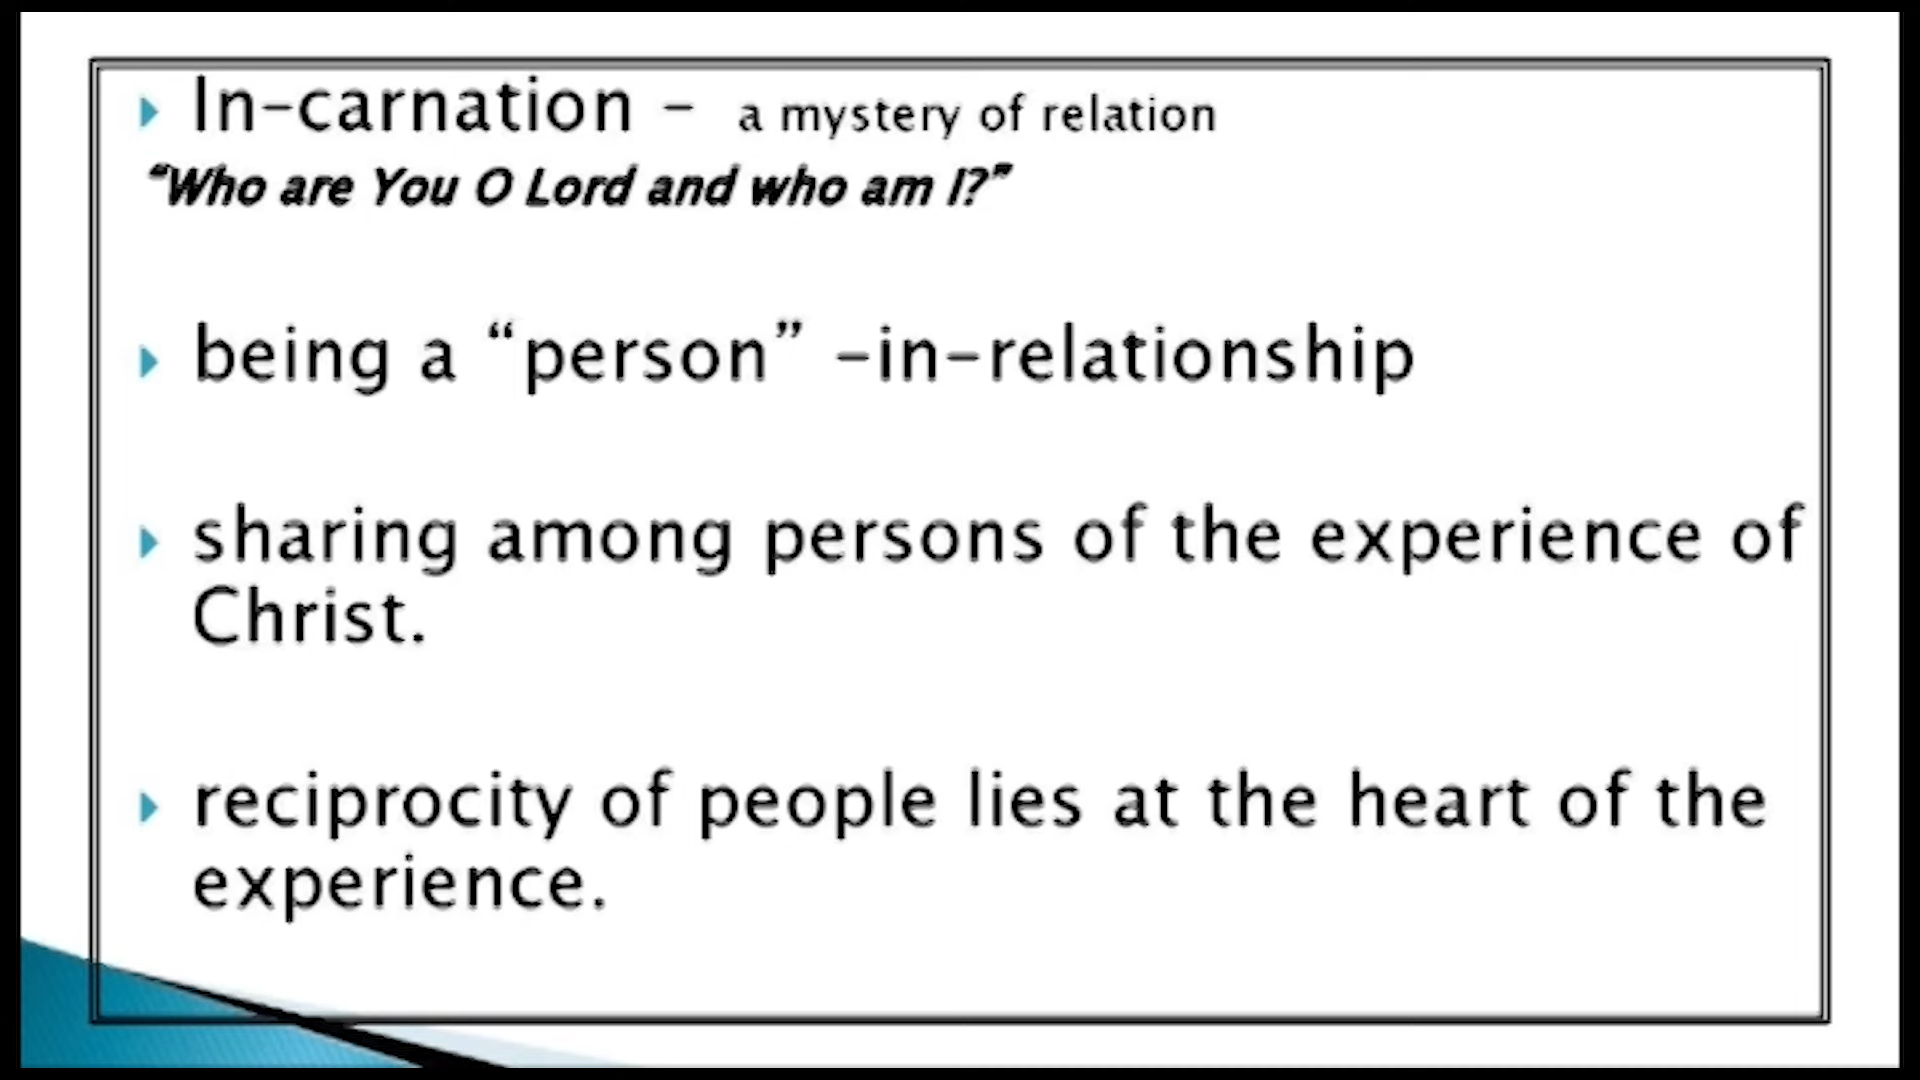 In-carnation – a mystery of relation
“Who are You O Lord and who am I?”
being a “person” -in-relationship
sharing among persons of the experience of
Christ.
reciprocity of people lies at the heart of the
experience.